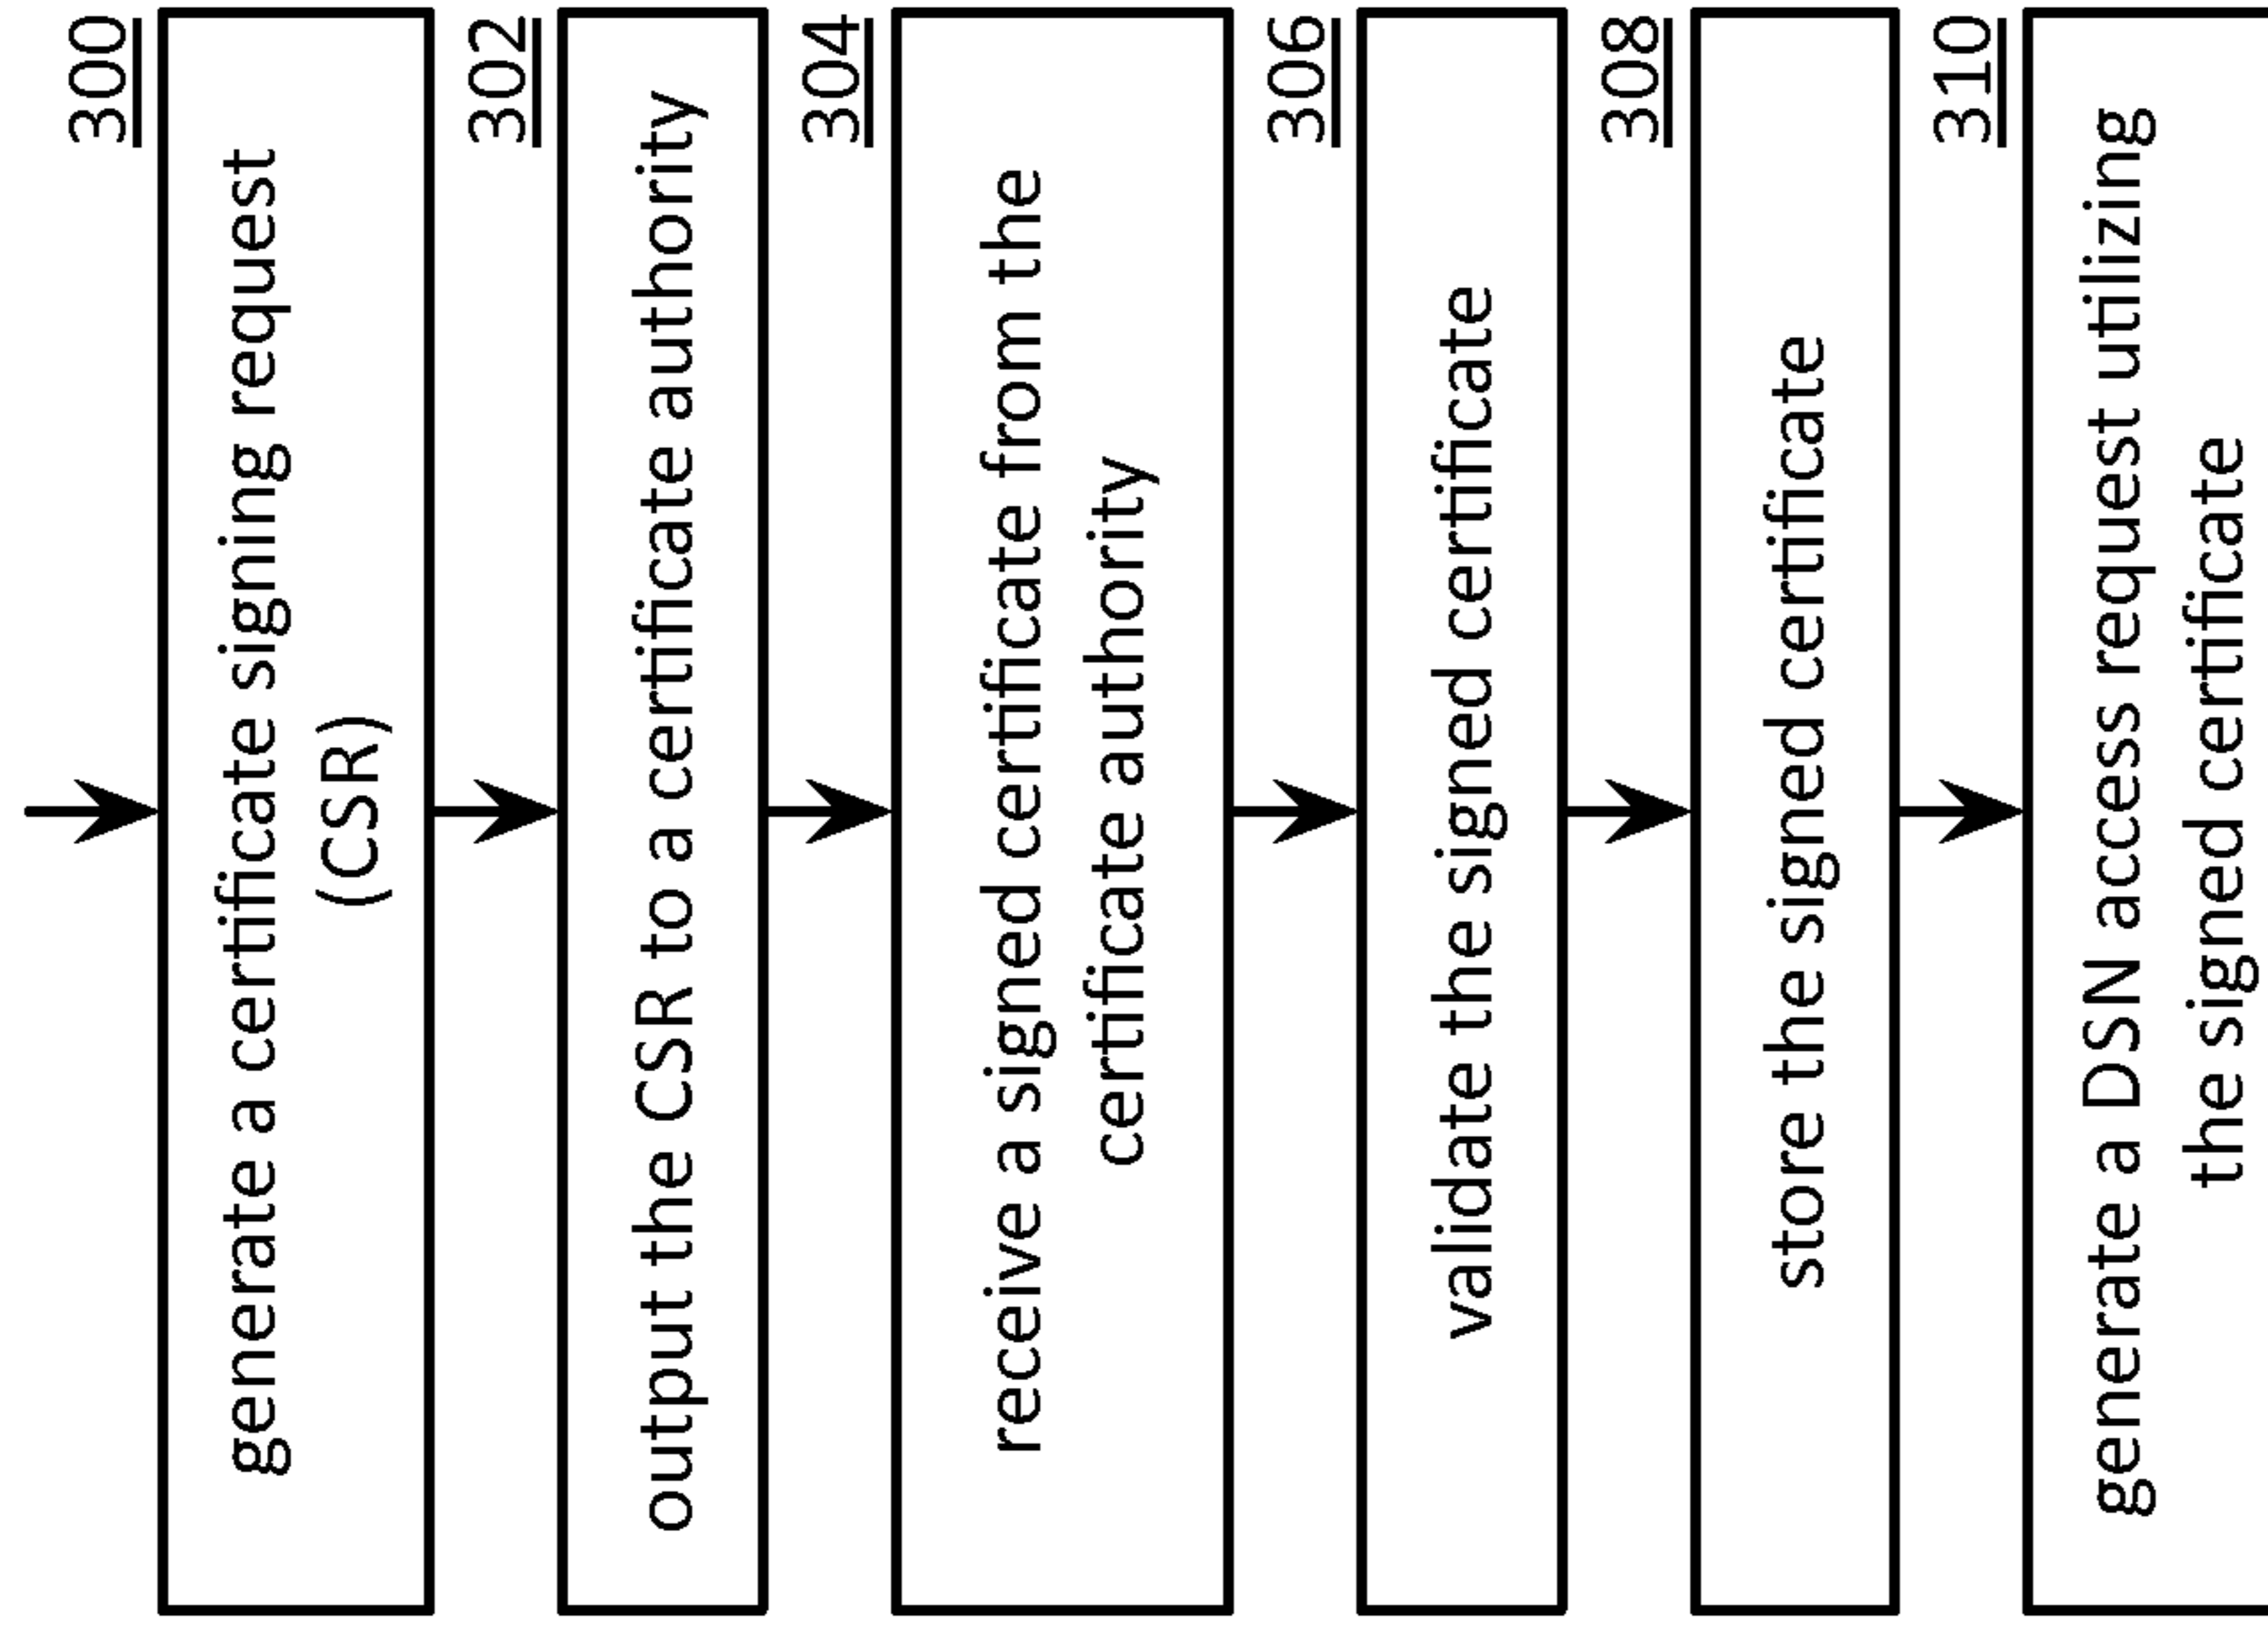 300
generate a certificate signing request
(CSR)
302
output the CSR to a certificate authority
304
receive a signed certificate from the
certificate authority
306
validate the signed certificate
308
store the signed certificate
310
generate a DSN access request utilizing
the signed certificate